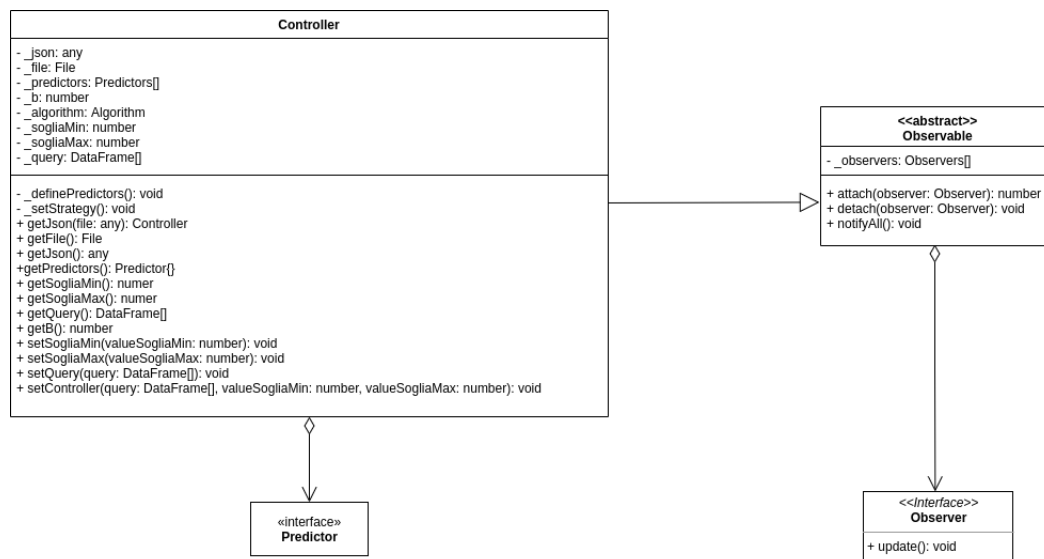 Controller
- _json: any
- _file: File
- _predictors: Predictors[]
- _b: number
- _algorithm: Algorithm
- _sogliaMin: number
- _sogliaMax: number
- _query: DataFrame[]
- _definePredictors(): void
- _setStrategy(): void
+ getJson(file: any): Controller
+ getFile(): File
+ getJson(): any
+getPredictors(): Predictor{}
+ getSogliaMin(): numer
+ getSogliaMax(): numer
+ getQuery(): DataFrame[]
+ getB(): number
+ setSogliaMin(valueSogliaMin: number): void
+ setSogliaMax(valueSogliaMax: number): void
+ setQuery(query: DataFrame[]): void
+ setController(query: DataFrame[], valueSogliaMin: number, valueSogliaMax: number): void
<<abstract>>
Observable
- _observers: Observers[]
+ attach(observer: Observer): number
+ detach(observer: Observer): void
+ notifyAll(): void
«interface»
Predictor
<<Interface>>
Observer
+ update(): void